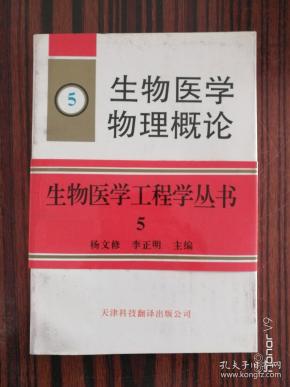 5
生物医学
物理概论
生物医学工程学丛书
5
杨文修 李正明 主编
天津科技翻译出版公司
honor V9
孔夫子旧书网